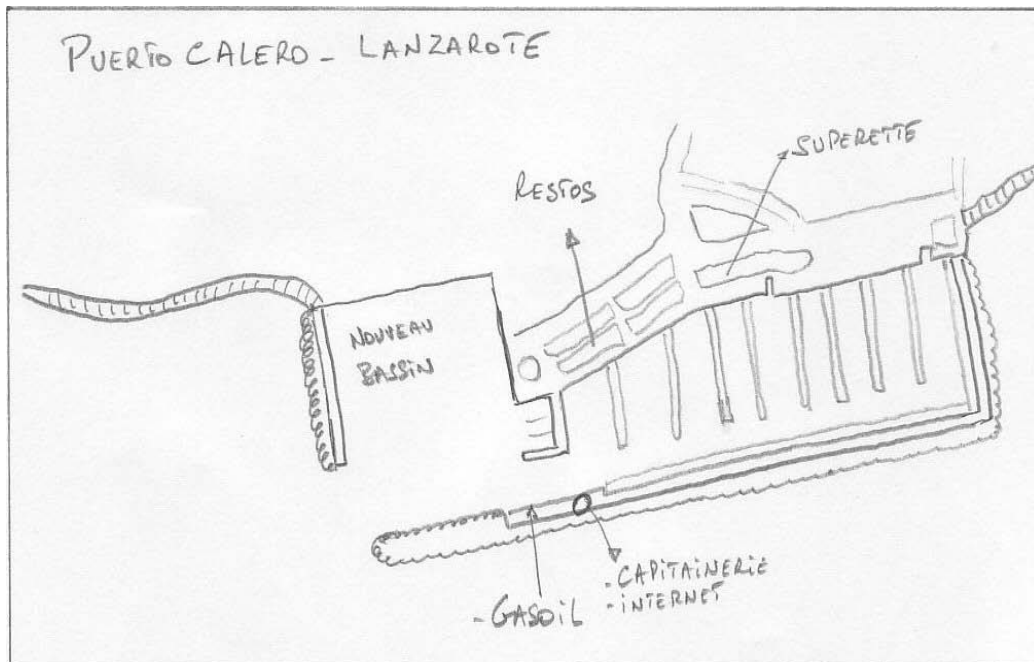 PUERTO CALERO - LANZAROTE
SUPERETTE
RESTOS
NOUVEAU
BASSIN
- CAPITAINERIE
- INTERNET
- GASOIL